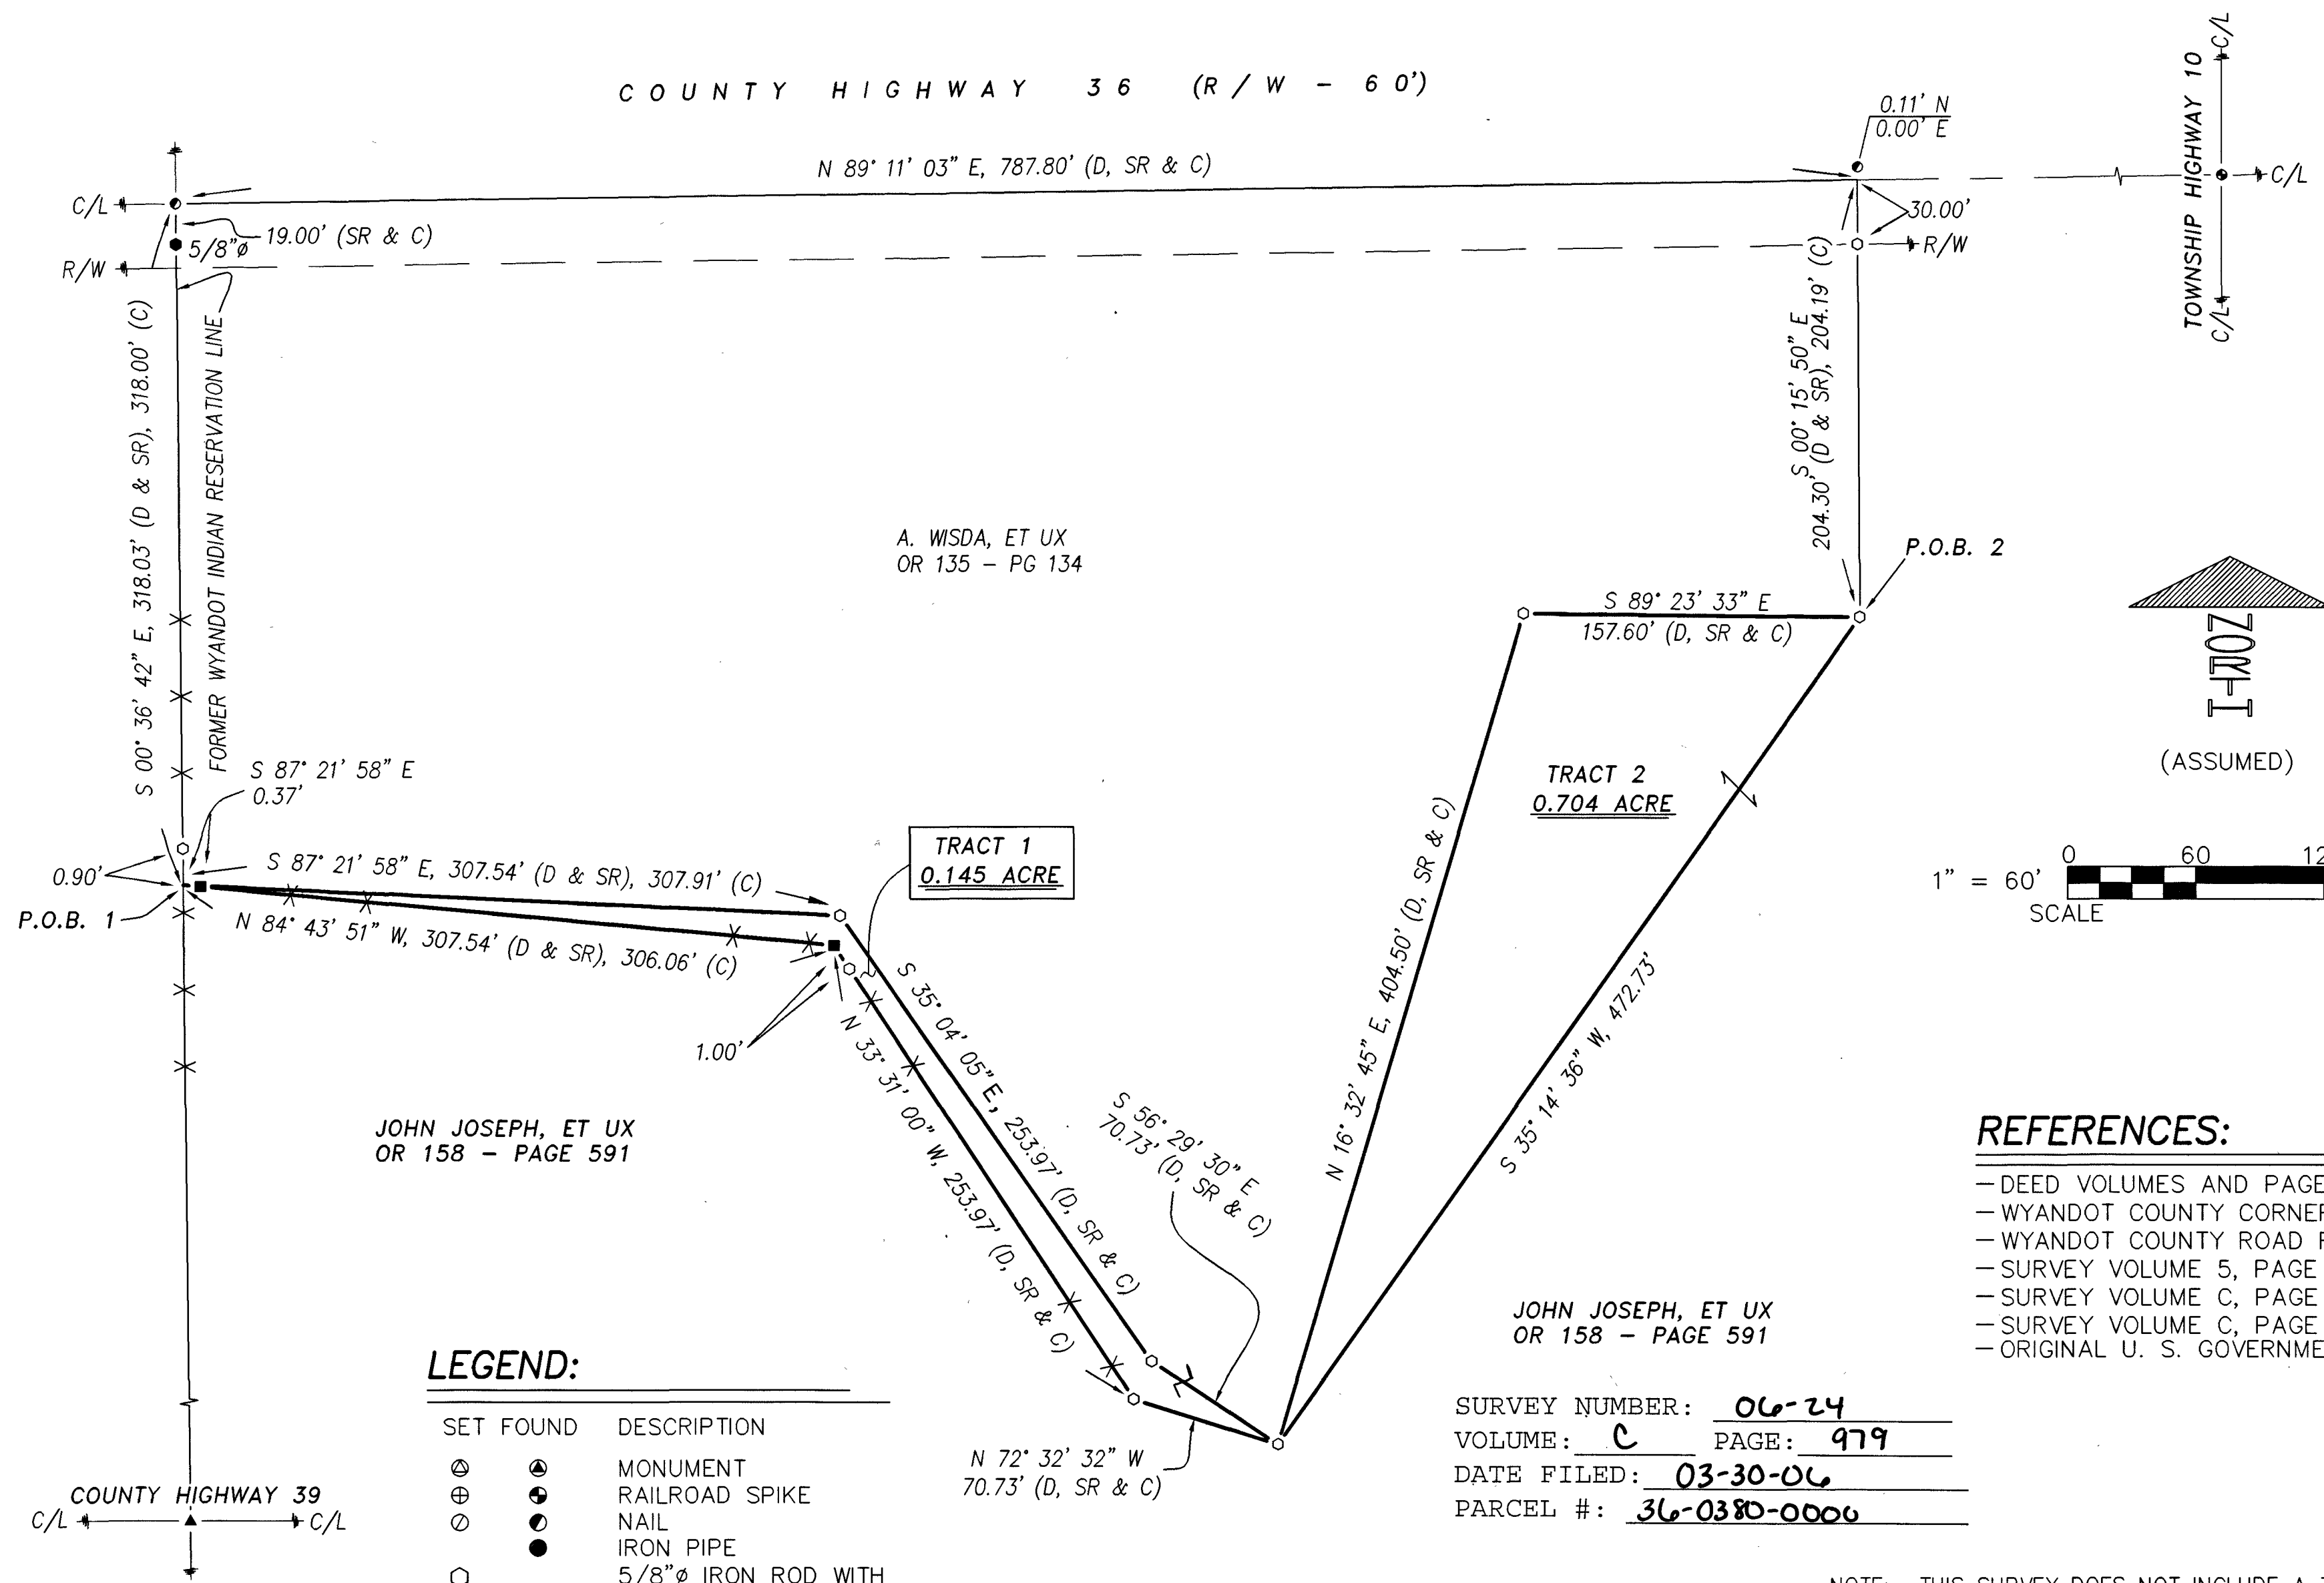 COUNTY HIGHWAY 36 (R/W - 60')
TOWNSHIP HIGHWAY 10
C/L
C/L
C/L
0.11' N
0.00' E
N 89° 11' 03" E, 787.80' (D, SR & C)
C/L
19.00' (SR & C)
5/8"ø
R/W
30.00'
R/W
S 00° 36' 42" E, 318.03' (D & SR), 318.00' (C)
FORMER WYANDOT INDIAN RESERVATION LINE
S 00° 15' 50" E
204.30' (D & SR), 204.19' (C)
A. WISDA, ET UX
OR 135 - PG 134
P.O.B. 2
S 89° 23' 33" E
157.60' (D, SR & C)
NORTH
(ASSUMED)
S 87° 21' 58" E
0.37'
TRACT 2
0.704 ACRE
0.90'
S 87° 21' 58" E, 307.54' (D & SR), 307.91' (C)
TRACT 1
0.145 ACRE
P.O.B. 1
N 84° 43' 51" W, 307.54' (D & SR), 306.06' (C)
0 60 12
1" = 60'
SCALE
1.00'
S 35° 04' 05" E, 253.97' (D, SR & C)
N 33° 31' 00" W, 253.97' (D, SR & C)
N 16° 32' 45" E, 404.50' (D, SR & C)
S 35° 14' 36" W, 472.73'
S 56° 29' 30" E
70.73' (D, SR & C)
JOHN JOSEPH, ET UX
OR 158 - PAGE 591
REFERENCES:
- DEED VOLUMES AND PAGE
- WYANDOT COUNTY CORNER
- WYANDOT COUNTY ROAD
- SURVEY VOLUME 5, PAGE
- SURVEY VOLUME C, PAGE
- SURVEY VOLUME C, PAGE
- ORIGINAL U. S. GOVERNME
JOHN JOSEPH, ET UX
OR 158 - PAGE 591
N 72° 32' 32" W
70.73' (D, SR & C)
SURVEY NUMBER: 06-24
VOLUME: C PAGE: 979
DATE FILED: 03-30-06
PARCEL #: 36-0380-0000
LEGEND:
SET FOUND DESCRIPTION
MONUMENT
RAILROAD SPIKE
NAIL
IRON PIPE
5/8"ø IRON ROD WITH
COUNTY HIGHWAY 39
C/L
C/L
NOTE: THIS SURVEY DOES NOT INCLUDE A